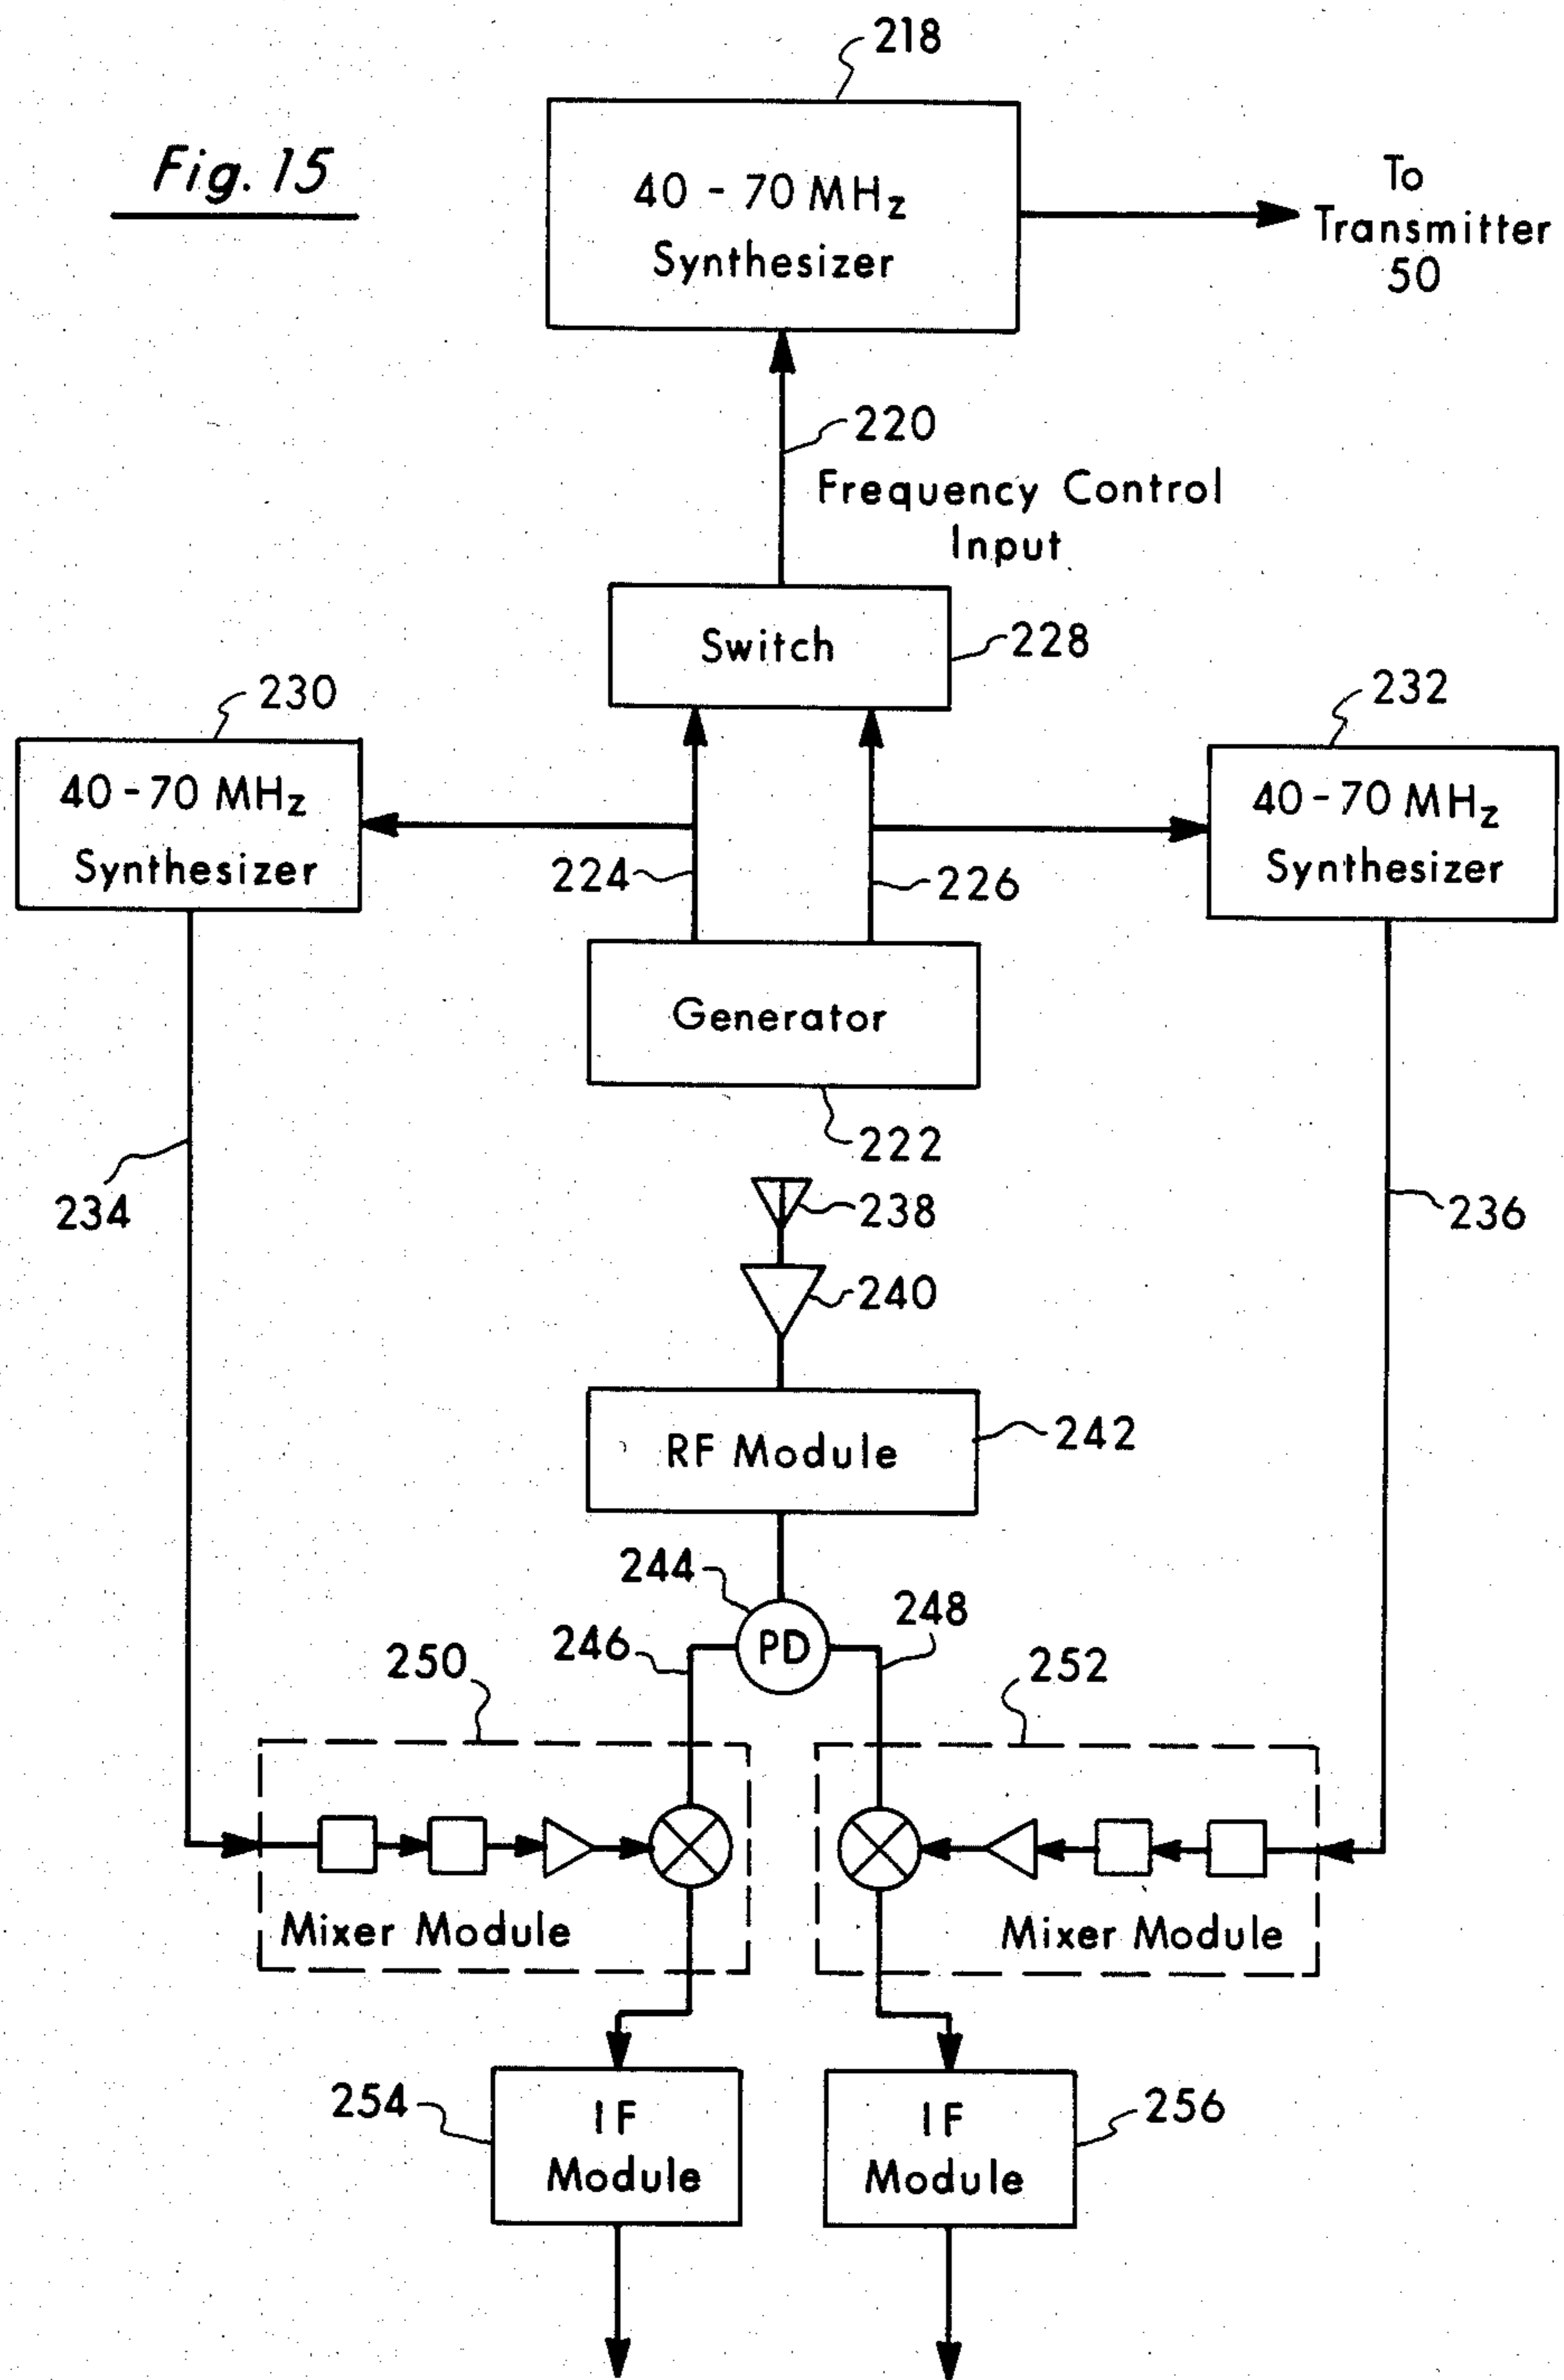 218
Fig. 15
40 - 70 MHz
Synthesizer
To
Transmitter
50
220
Frequency Control
Input
Switch
228
230
232
40-70 MHz
Synthesizer
40-70 MHz
Synthesizer
224
226
Generator
222
234
238
236
240
RF Module
242
244
PD
246
248
250
252
Mixer Module
Mixer Module
254
IF
Module
IF
Module
256